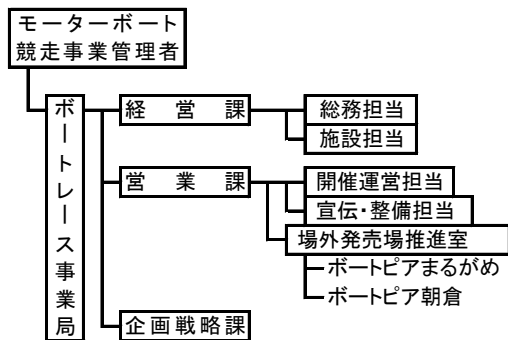 モーターボート
競走事業管理者
ボートレース事業局
経営課
総務担当
施設担当
営業課
開催運営担当
宣伝・整備担当
場外発売場推進室
ボートピアまるがめ
ボートピア朝倉
企画戦略課